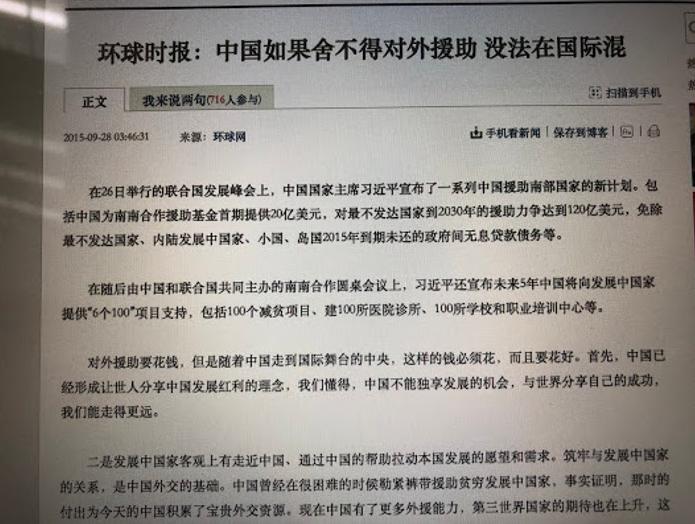 环球时报：中国如果舍不得对外援助 没法在国际混
正文
我来说两句(716人参与)
扫描到手机
2015-09-28 03:46:31
来源：环球网
手机看新闻
保存到博客
在26日举行的联合国发展峰会上，中国国家主席习近平宣布了一系列中国援助南部国家的新计划。包
括中国为南南合作援助基金首期提供20亿美元，对最不发达国家到2030年的援助力争达到120亿美元，免除
最不发达国家、内陆发展中国家、小国、岛国2015年到期未还的政府间无息贷款债务等。
在随后由中国和联合国共同主办的南南合作圆桌会议上，习近平还宣布未来5年中国将向发展中国家
提供“6个100”项目支持，包括100个减贫项目、建100所医院诊所、100所学校和职业培训中心等。
对外援助要花钱，但是随着中国走到国际舞台的中央，这样的钱必须花，而且要花好。首先，中国已
经形成让世人分享中国发展红利的理念，我们懂得，中国不能独享发展的机会，与世界分享自己的成功，
我们能走得更远。
二是发展中国家客观上有走近中国、通过中国的帮助拉动本国发展的愿望和需求。筑牢与发展中国家
的关系，是中国外交的基础。中国曾经在很困难的时候勒紧裤带援助贫穷发展中国家，事实证明，那时的
付出为今天的中国积累了宝贵外交资源。现在中国有了更多外援能力，第三世界国家的期待也在上升，这